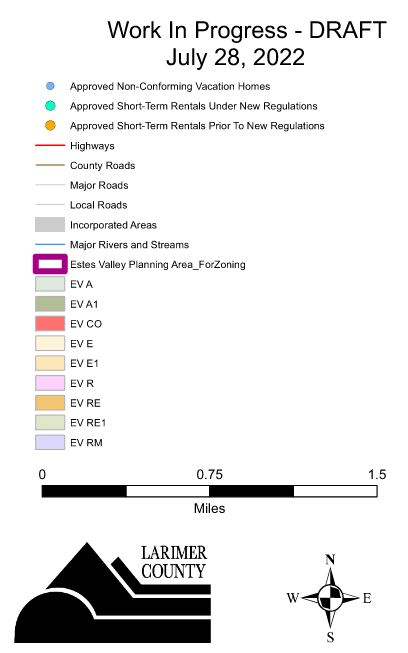 Work In Progress - DRAFT
July 28, 2022
Approved Non-Conforming Vacation Homes
Approved Short-Term Rentals Under New Regulations
Approved Short-Term Rentals Prior To New Regulations
Highways
County Roads
Major Roads
Local Roads
Incorporated Areas
Major Rivers and Streams
Estes Valley Planning Area_ForZoning
EV A
EV A1
EV CO
EV E
EV E1
EV R
EV RE
EV RE1
EV RM
0 0.75 1.5
Miles
LARIMER
COUNTY
N
W E
S